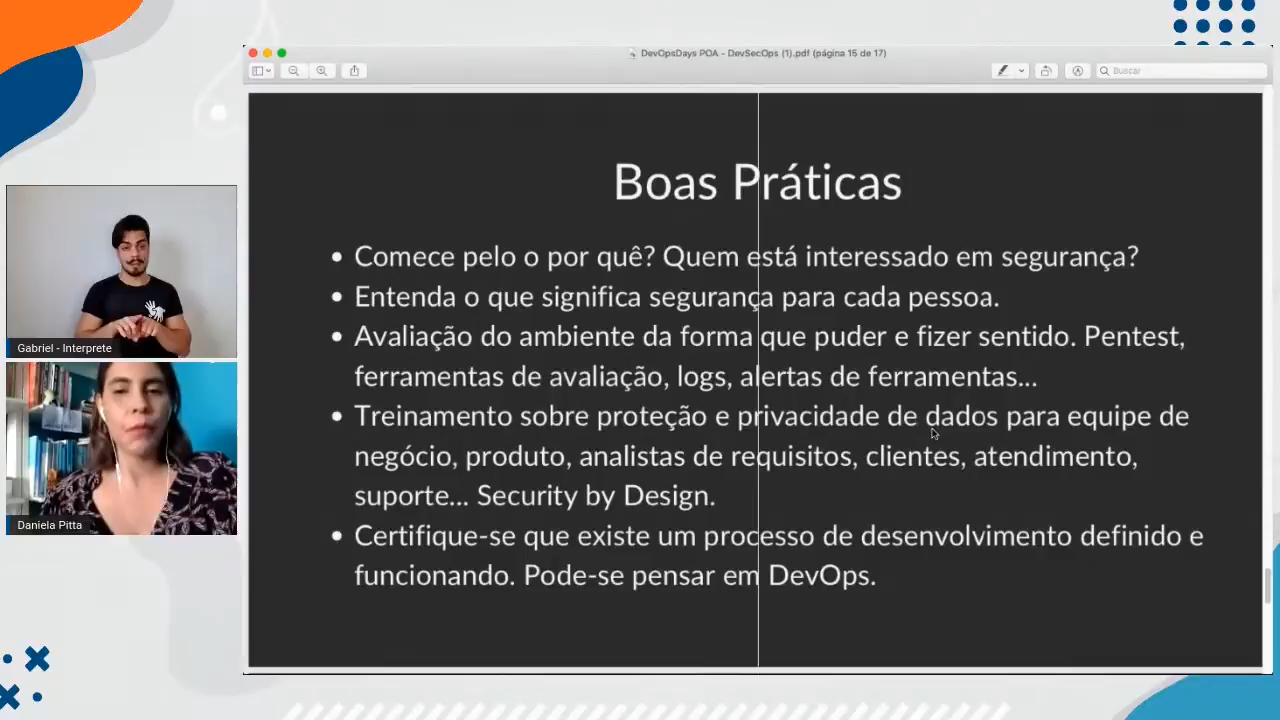 DevOpsDays POA - DevSecOps (1).pdf (página 15 de 17)
Buscar
Boas Práticas
• Comece pelo o por quê? Quem está interessado em segurança?
• Entenda o que significa segurança para cada pessoa.
• Avaliação do ambiente da forma que puder e fizer sentido. Pentest,
ferramentas de avaliação, logs, alertas de ferramentas...
• Treinamento sobre proteção e privacidade de dados para equipe de
negócio, produto, analistas de requisitos, clientes, atendimento,
suporte... Security by Design.
• Certifique-se que existe um processo de desenvolvimento definido e
funcionando. Pode-se pensar em DevOps.
Gabriel - Interprete
Daniela Pitta